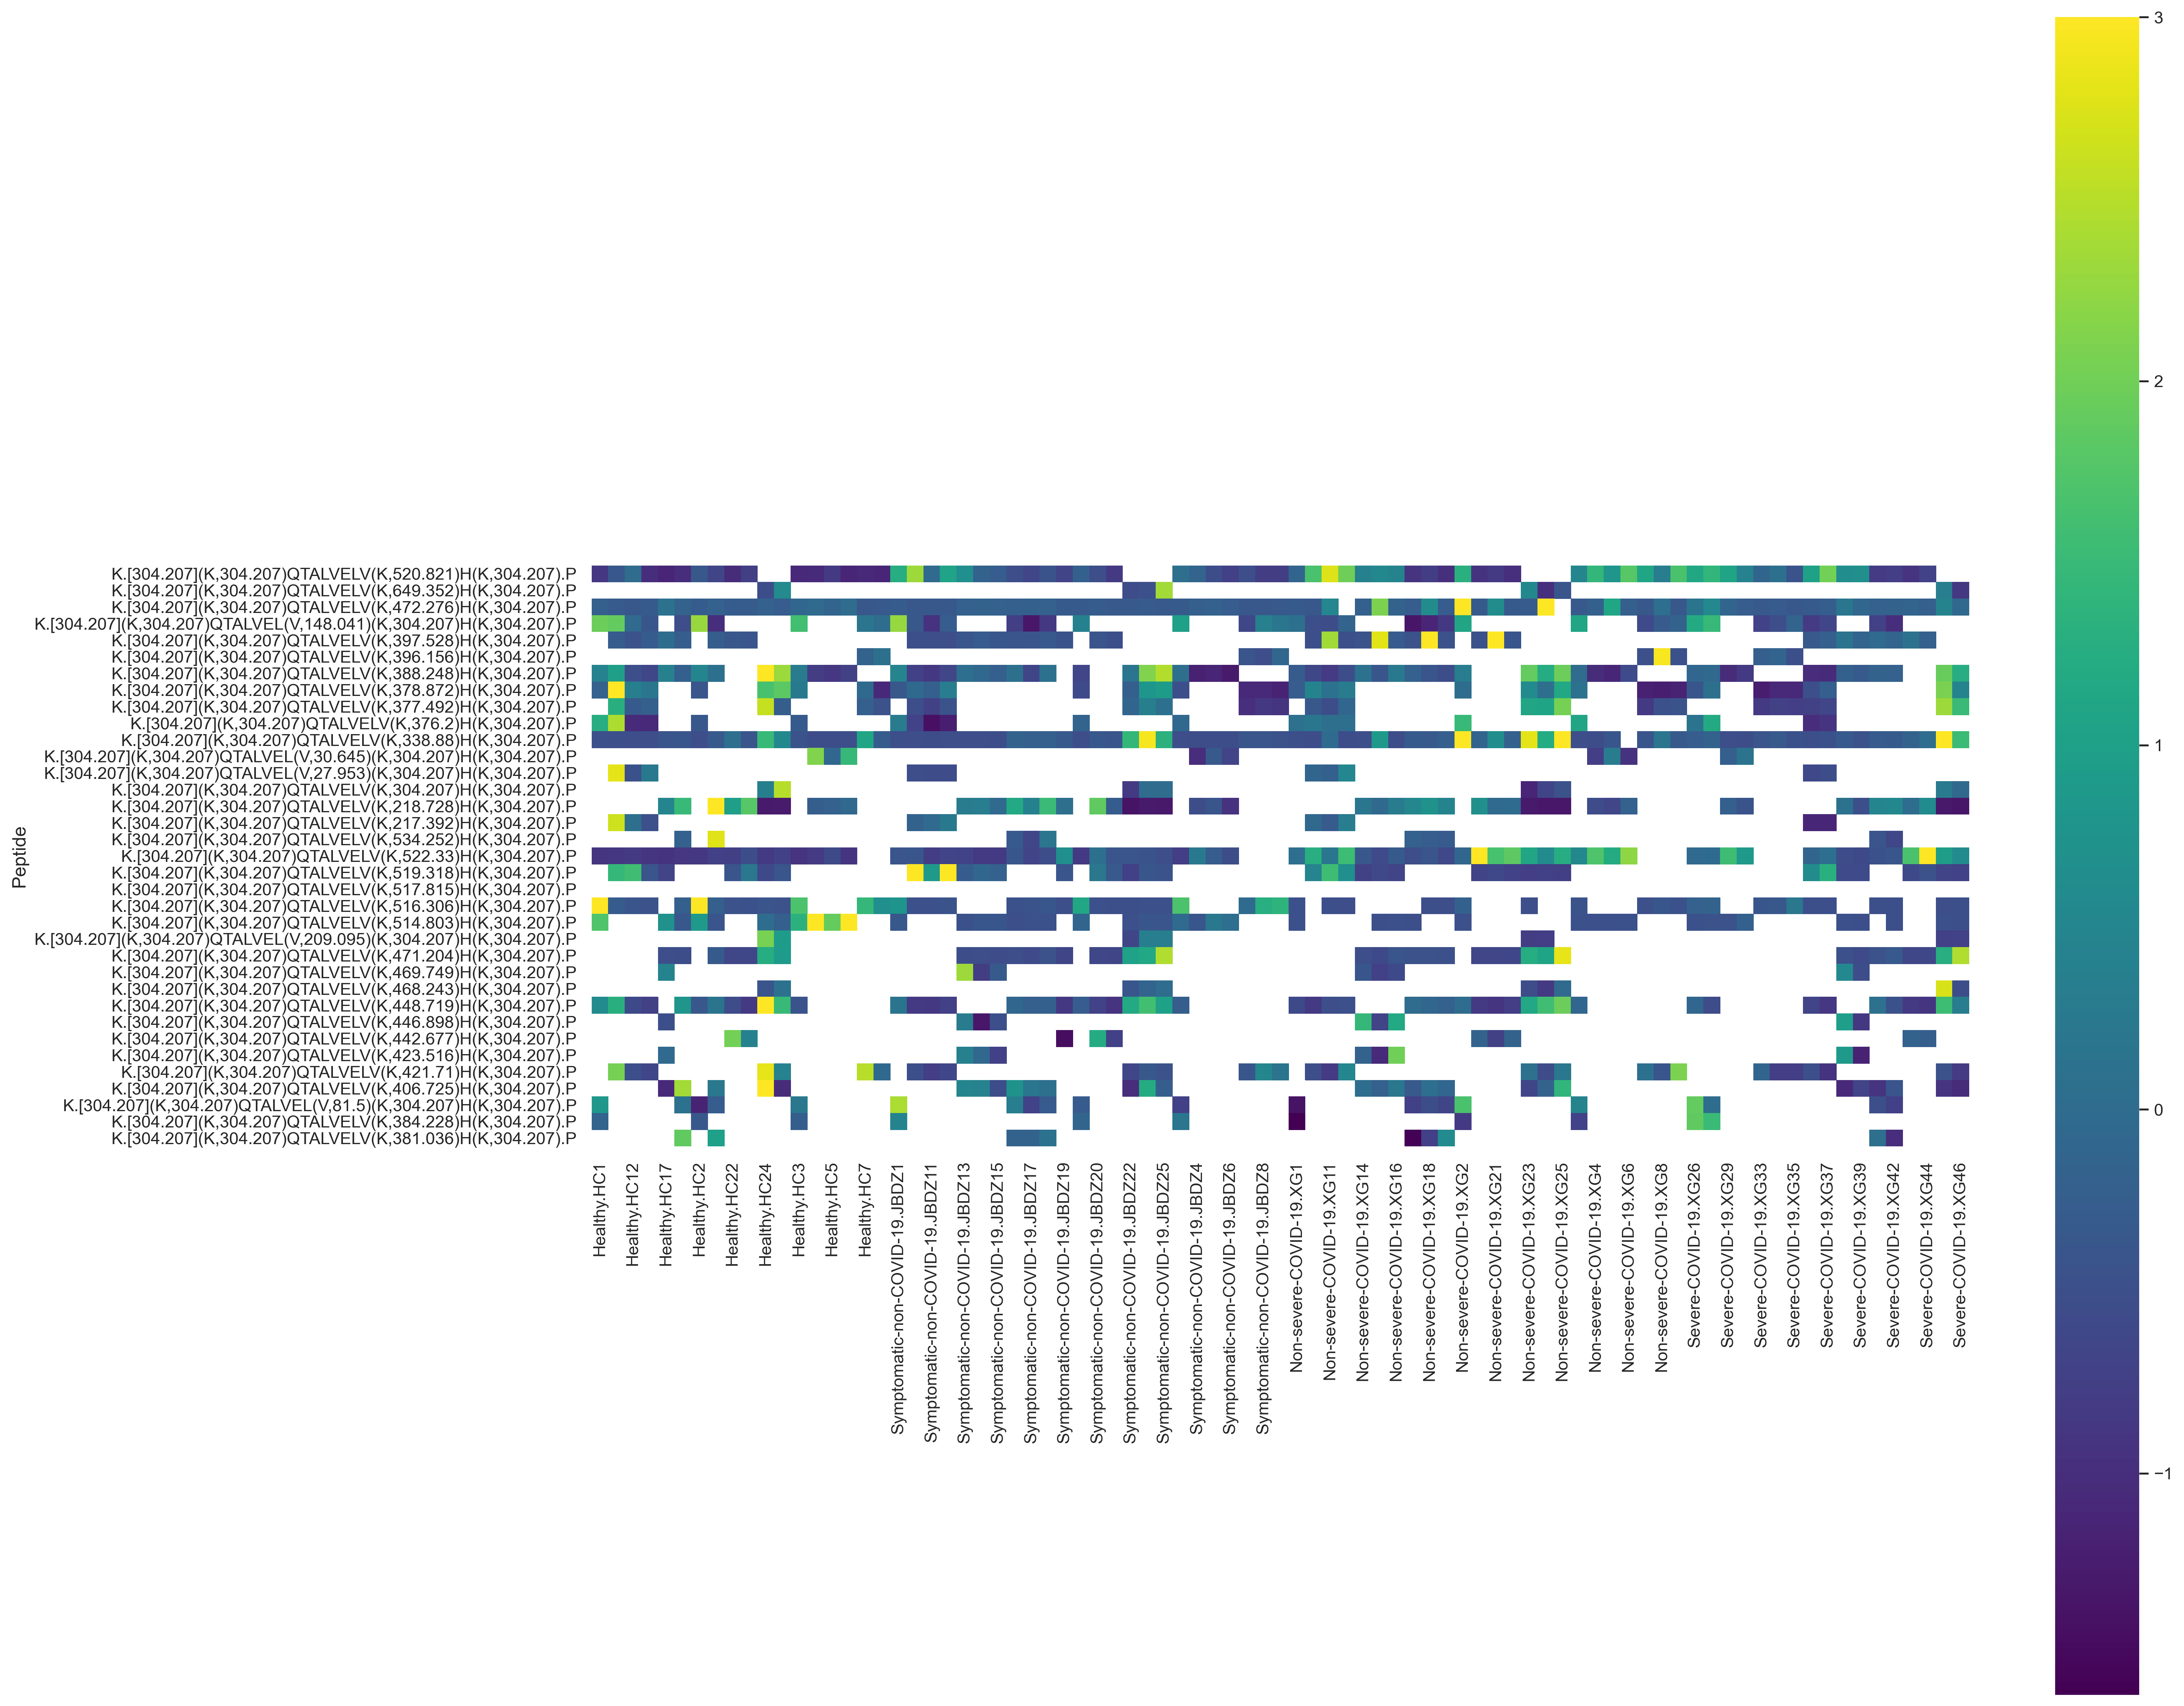 3
2
1
0
−1
Peptide
K.[304.207](K,304.207)QTALVELV(K,520.821)H(K,304.207).P
K.[304.207](K,304.207)QTALVELV(K,649.352)H(K,304.207).P
K.[304.207](K,304.207)QTALVELV(K,472.276)H(K,304.207).P
K.[304.207](K,304.207)QTALVEL(V,148.041)(K,304.207)H(K,304.207).P
K.[304.207](K,304.207)QTALVELV(K,397.528)H(K,304.207).P
K.[304.207](K,304.207)QTALVELV(K,396.156)H(K,304.207).P
K.[304.207](K,304.207)QTALVELV(K,388.248)H(K,304.207).P
K.[304.207](K,304.207)QTALVELV(K,378.872)H(K,304.207).P
K.[304.207](K,304.207)QTALVELV(K,377.492)H(K,304.207).P
K.[304.207](K,304.207)QTALVELV(K,376.2)H(K,304.207).P
K.[304.207](K,304.207)QTALVELV(K,338.88)H(K,304.207).P
K.[304.207](K,304.207)QTALVEL(V,30.645)(K,304.207)H(K,304.207).P
K.[304.207](K,304.207)QTALVEL(V,27.953)(K,304.207)H(K,304.207).P
K.[304.207](K,304.207)QTALVELV(K,304.207)H(K,304.207).P
K.[304.207](K,304.207)QTALVELV(K,218.728)H(K,304.207).P
K.[304.207](K,304.207)QTALVELV(K,217.392)H(K,304.207).P
K.[304.207](K,304.207)QTALVELV(K,534.252)H(K,304.207).P
K.[304.207](K,304.207)QTALVELV(K,522.33)H(K,304.207).P
K.[304.207](K,304.207)QTALVELV(K,519.318)H(K,304.207).P
K.[304.207](K,304.207)QTALVELV(K,517.815)H(K,304.207).P
K.[304.207](K,304.207)QTALVELV(K,516.306)H(K,304.207).P
K.[304.207](K,304.207)QTALVELV(K,514.803)H(K,304.207).P
K.[304.207](K,304.207)QTALVEL(V,209.095)(K,304.207)H(K,304.207).P
K.[304.207](K,304.207)QTALVELV(K,471.204)H(K,304.207).P
K.[304.207](K,304.207)QTALVELV(K,469.749)H(K,304.207).P
K.[304.207](K,304.207)QTALVELV(K,468.243)H(K,304.207).P
K.[304.207](K,304.207)QTALVELV(K,448.719)H(K,304.207).P
K.[304.207](K,304.207)QTALVELV(K,446.898)H(K,304.207).P
K.[304.207](K,304.207)QTALVELV(K,442.677)H(K,304.207).P
K.[304.207](K,304.207)QTALVELV(K,423.516)H(K,304.207).P
K.[304.207](K,304.207)QTALVELV(K,421.71)H(K,304.207).P
K.[304.207](K,304.207)QTALVELV(K,406.725)H(K,304.207).P
K.[304.207](K,304.207)QTALVEL(V,81.5)(K,304.207)H(K,304.207).P
K.[304.207](K,304.207)QTALVELV(K,384.228)H(K,304.207).P
K.[304.207](K,304.207)QTALVELV(K,381.036)H(K,304.207).P
Healthy.HC1
Healthy.HC12
Healthy.HC17
Healthy.HC2
Healthy.HC22
Healthy.HC24
Healthy.HC3
Healthy.HC5
Healthy.HC7
Symptomatic-non-COVID-19.JBDZ1
Symptomatic-non-COVID-19.JBDZ11
Symptomatic-non-COVID-19.JBDZ13
Symptomatic-non-COVID-19.JBDZ15
Symptomatic-non-COVID-19.JBDZ17
Symptomatic-non-COVID-19.JBDZ19
Symptomatic-non-COVID-19.JBDZ20
Symptomatic-non-COVID-19.JBDZ22
Symptomatic-non-COVID-19.JBDZ25
Symptomatic-non-COVID-19.JBDZ4
Symptomatic-non-COVID-19.JBDZ6
Symptomatic-non-COVID-19.JBDZ8
Non-severe-COVID-19.XG1
Non-severe-COVID-19.XG11
Non-severe-COVID-19.XG14
Non-severe-COVID-19.XG16
Non-severe-COVID-19.XG18
Non-severe-COVID-19.XG2
Non-severe-COVID-19.XG21
Non-severe-COVID-19.XG23
Non-severe-COVID-19.XG25
Non-severe-COVID-19.XG4
Non-severe-COVID-19.XG6
Non-severe-COVID-19.XG8
Severe-COVID-19.XG26
Severe-COVID-19.XG29
Severe-COVID-19.XG33
Severe-COVID-19.XG35
Severe-COVID-19.XG37
Severe-COVID-19.XG39
Severe-COVID-19.XG42
Severe-COVID-19.XG44
Severe-COVID-19.XG46